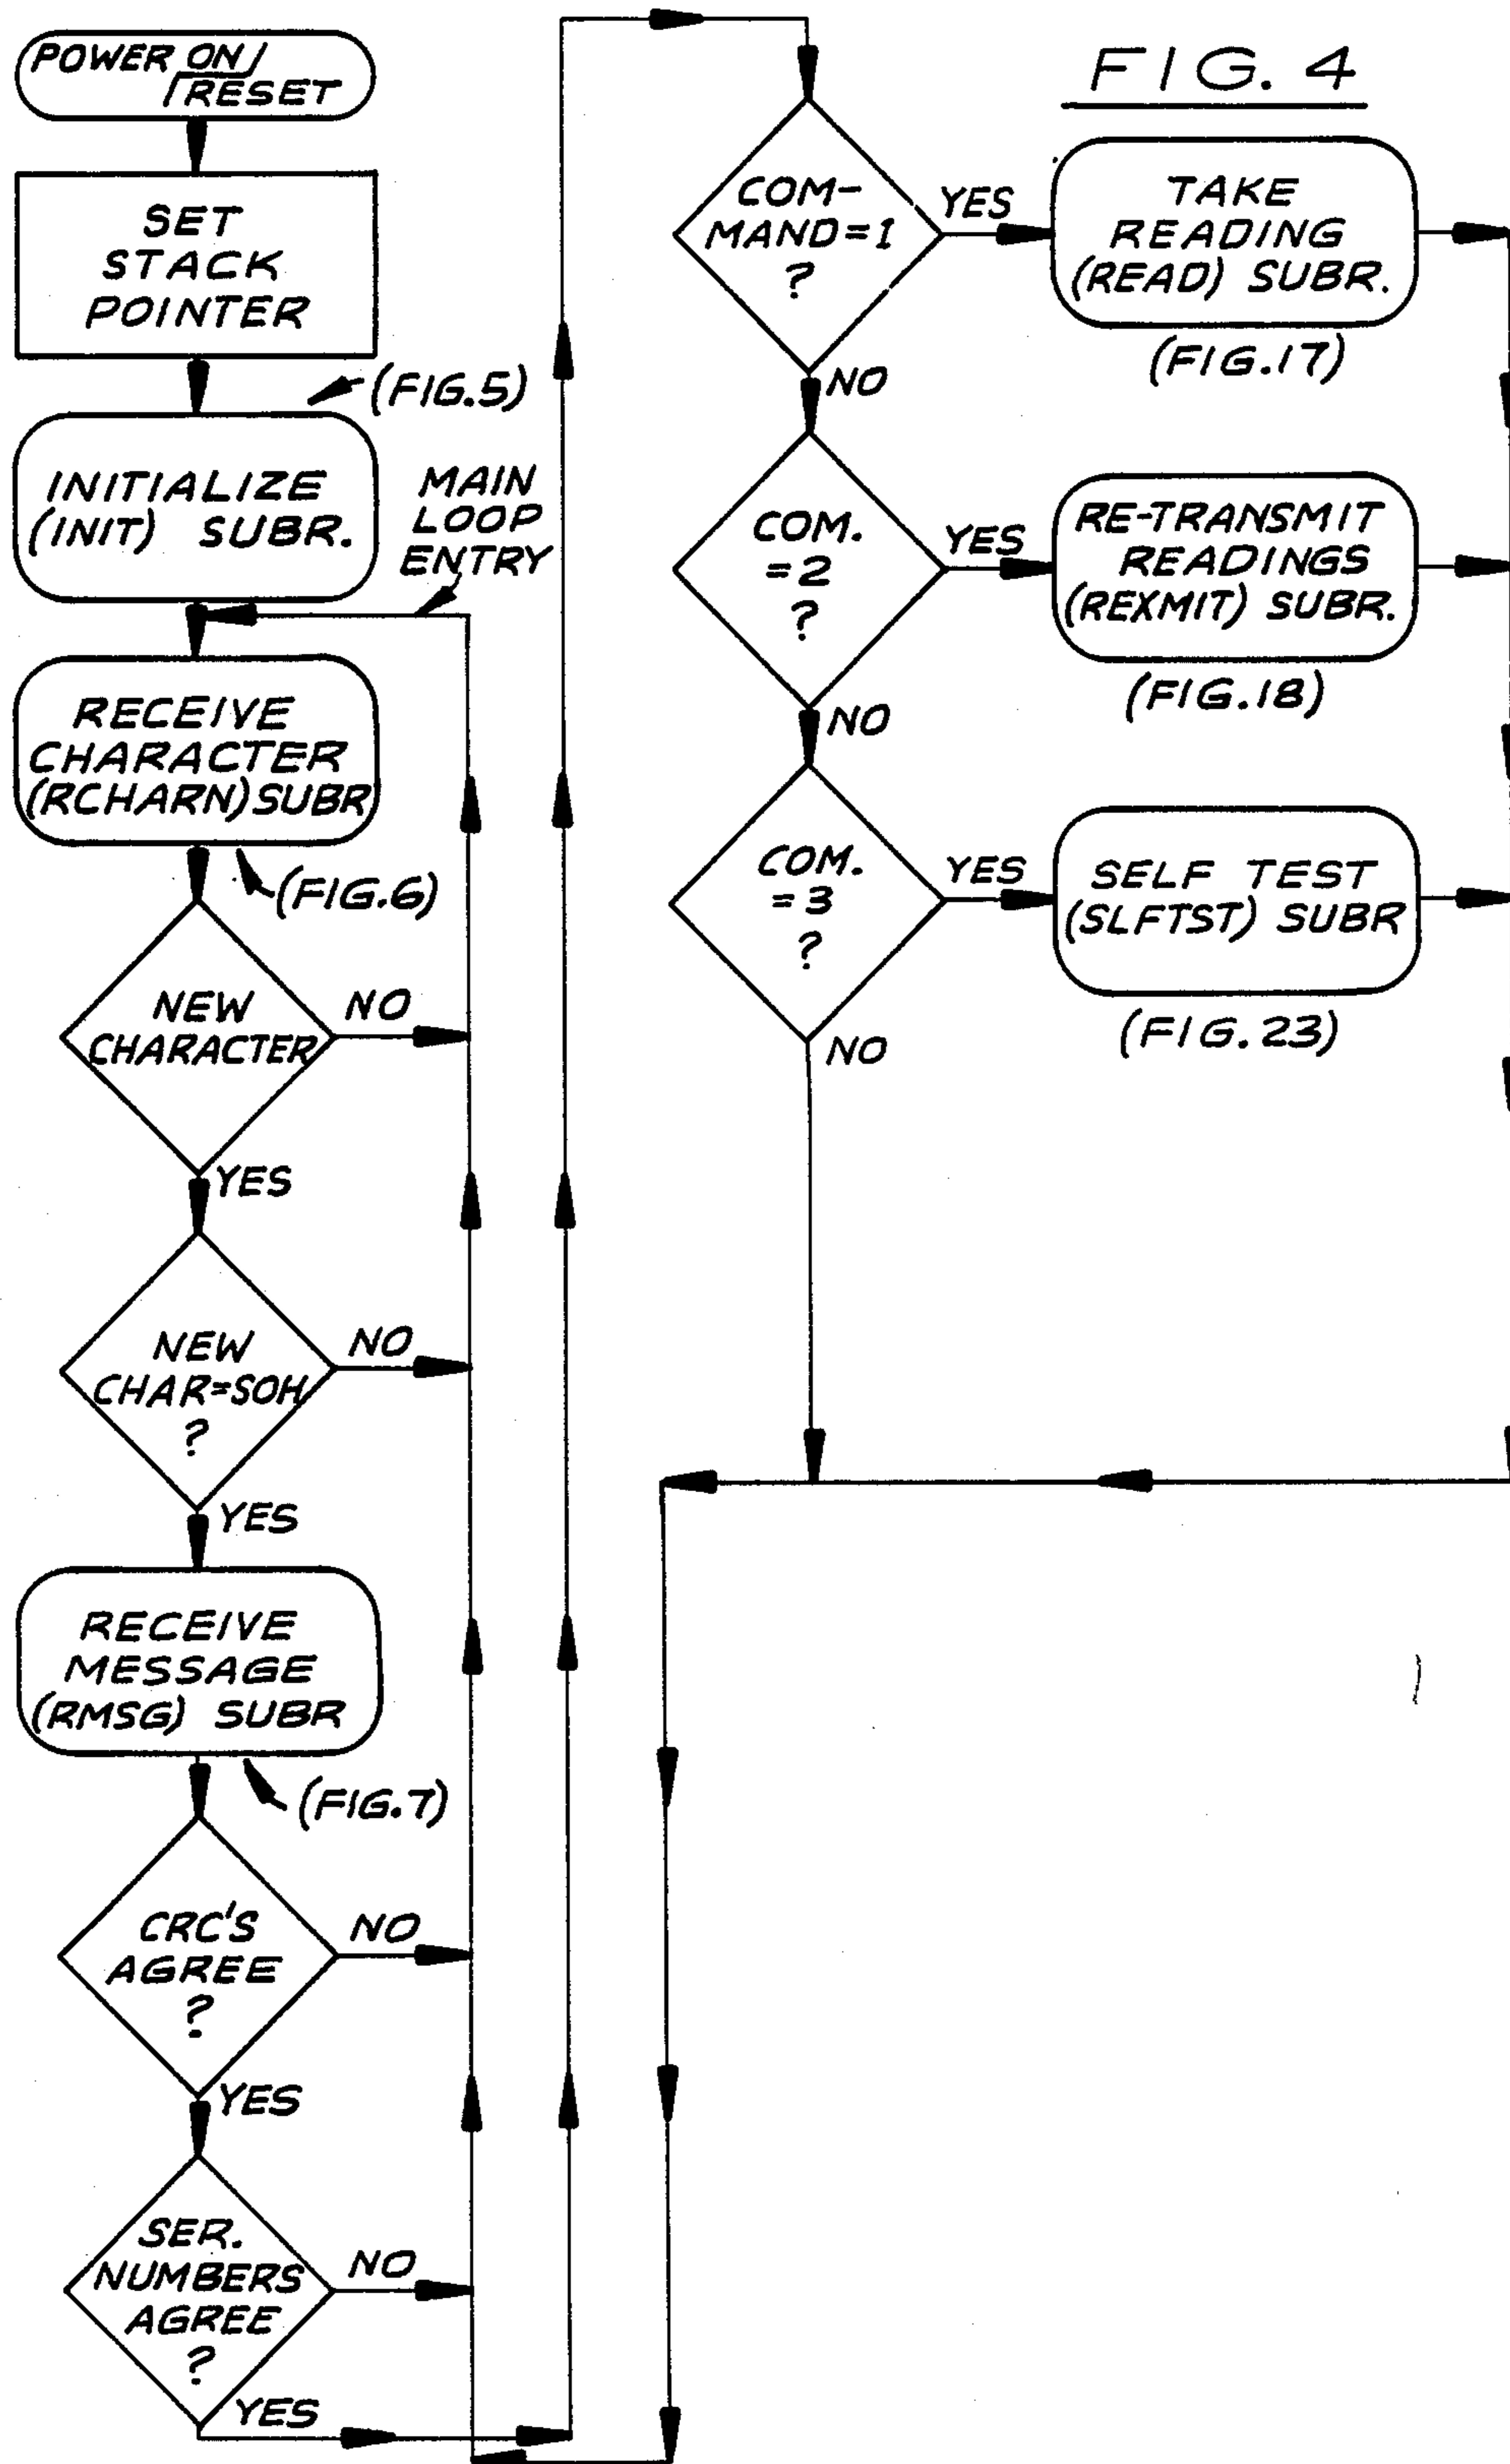 FIG. 4
POWER ON/
RESET
SET
STACK
POINTER
(FIG.5)
INITIALIZE
(INIT) SUBR.
MAIN
LOOP
ENTRY
RECEIVE
CHARACTER
(RCHARN) SUBR
(FIG.6)
NEW
CHARACTER
NO
YES
NEW
CHAR=SOH
?
NO
YES
RECEIVE
MESSAGE
(RMSG) SUBR
(FIG.7)
CRC'S
AGREE
?
NO
YES
SER.
NUMBERS
AGREE
?
NO
YES
COM-
MAND=1
?
YES
NO
TAKE
READING
(READ) SUBR.
(FIG.17)
COM.
=2
?
YES
NO
RE-TRANSMIT
READINGS
(REXMIT) SUBR.
(FIG.18)
COM.
=3
?
YES
NO
SELF TEST
(SLFTST) SUBR
(FIG.23)